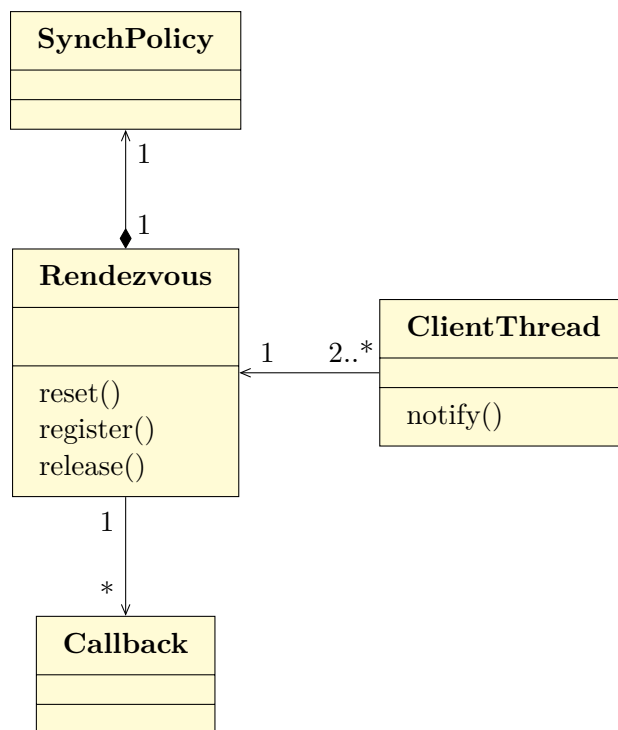 SynchPolicy
1
1
Rendezvous
reset()
register()
release()
1 2..*
ClientThread
notify()
1
*
Callback